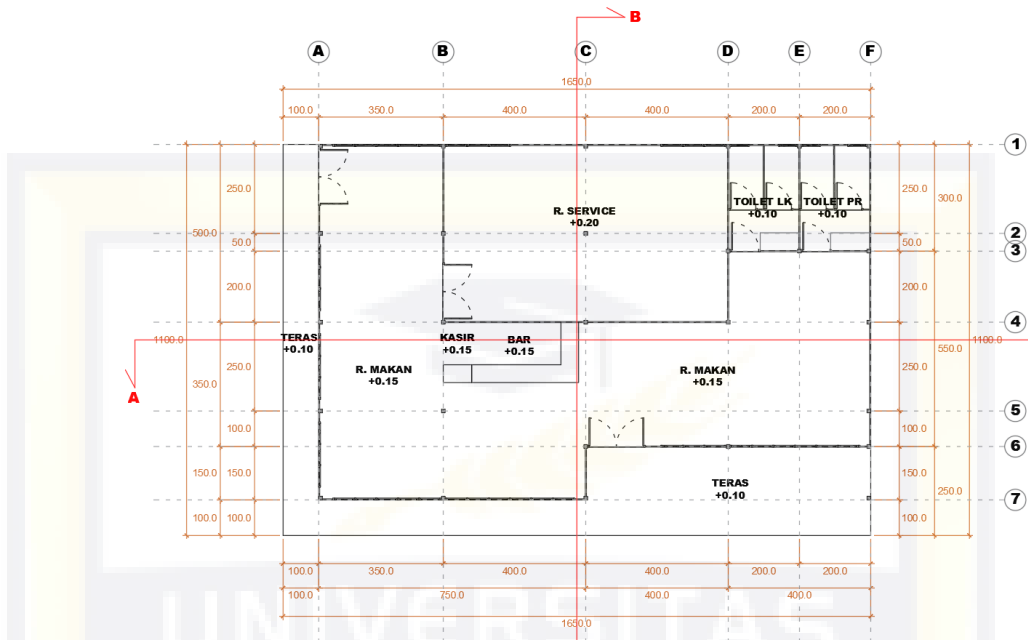 B
A B C D E F
1650.0
100.0 350.0 400.0 400.0 200.0 200.0
1
250.0 250.0 300.0
TOILET LK TOILET PR
+0.10 +0.10
R. SERVICE
+0.20
500.0 2
50.0 50.0
3
200.0 200.0
4
TERAS KASIR BAR 1100.0 1100.0
+0.10 +0.15 +0.15
550.0
R. MAKAN R. MAKAN
+0.15 +0.15
250.0 250.0
350.0
A
5
100.0 100.0
6
150.0 150.0 150.0
TERAS
+0.10
250.0
7
100.0 100.0 100.0
100.0 350.0 400.0 400.0 200.0 200.0
100.0 750.0 400.0 400.0
1650.0
UNIVERSITAS